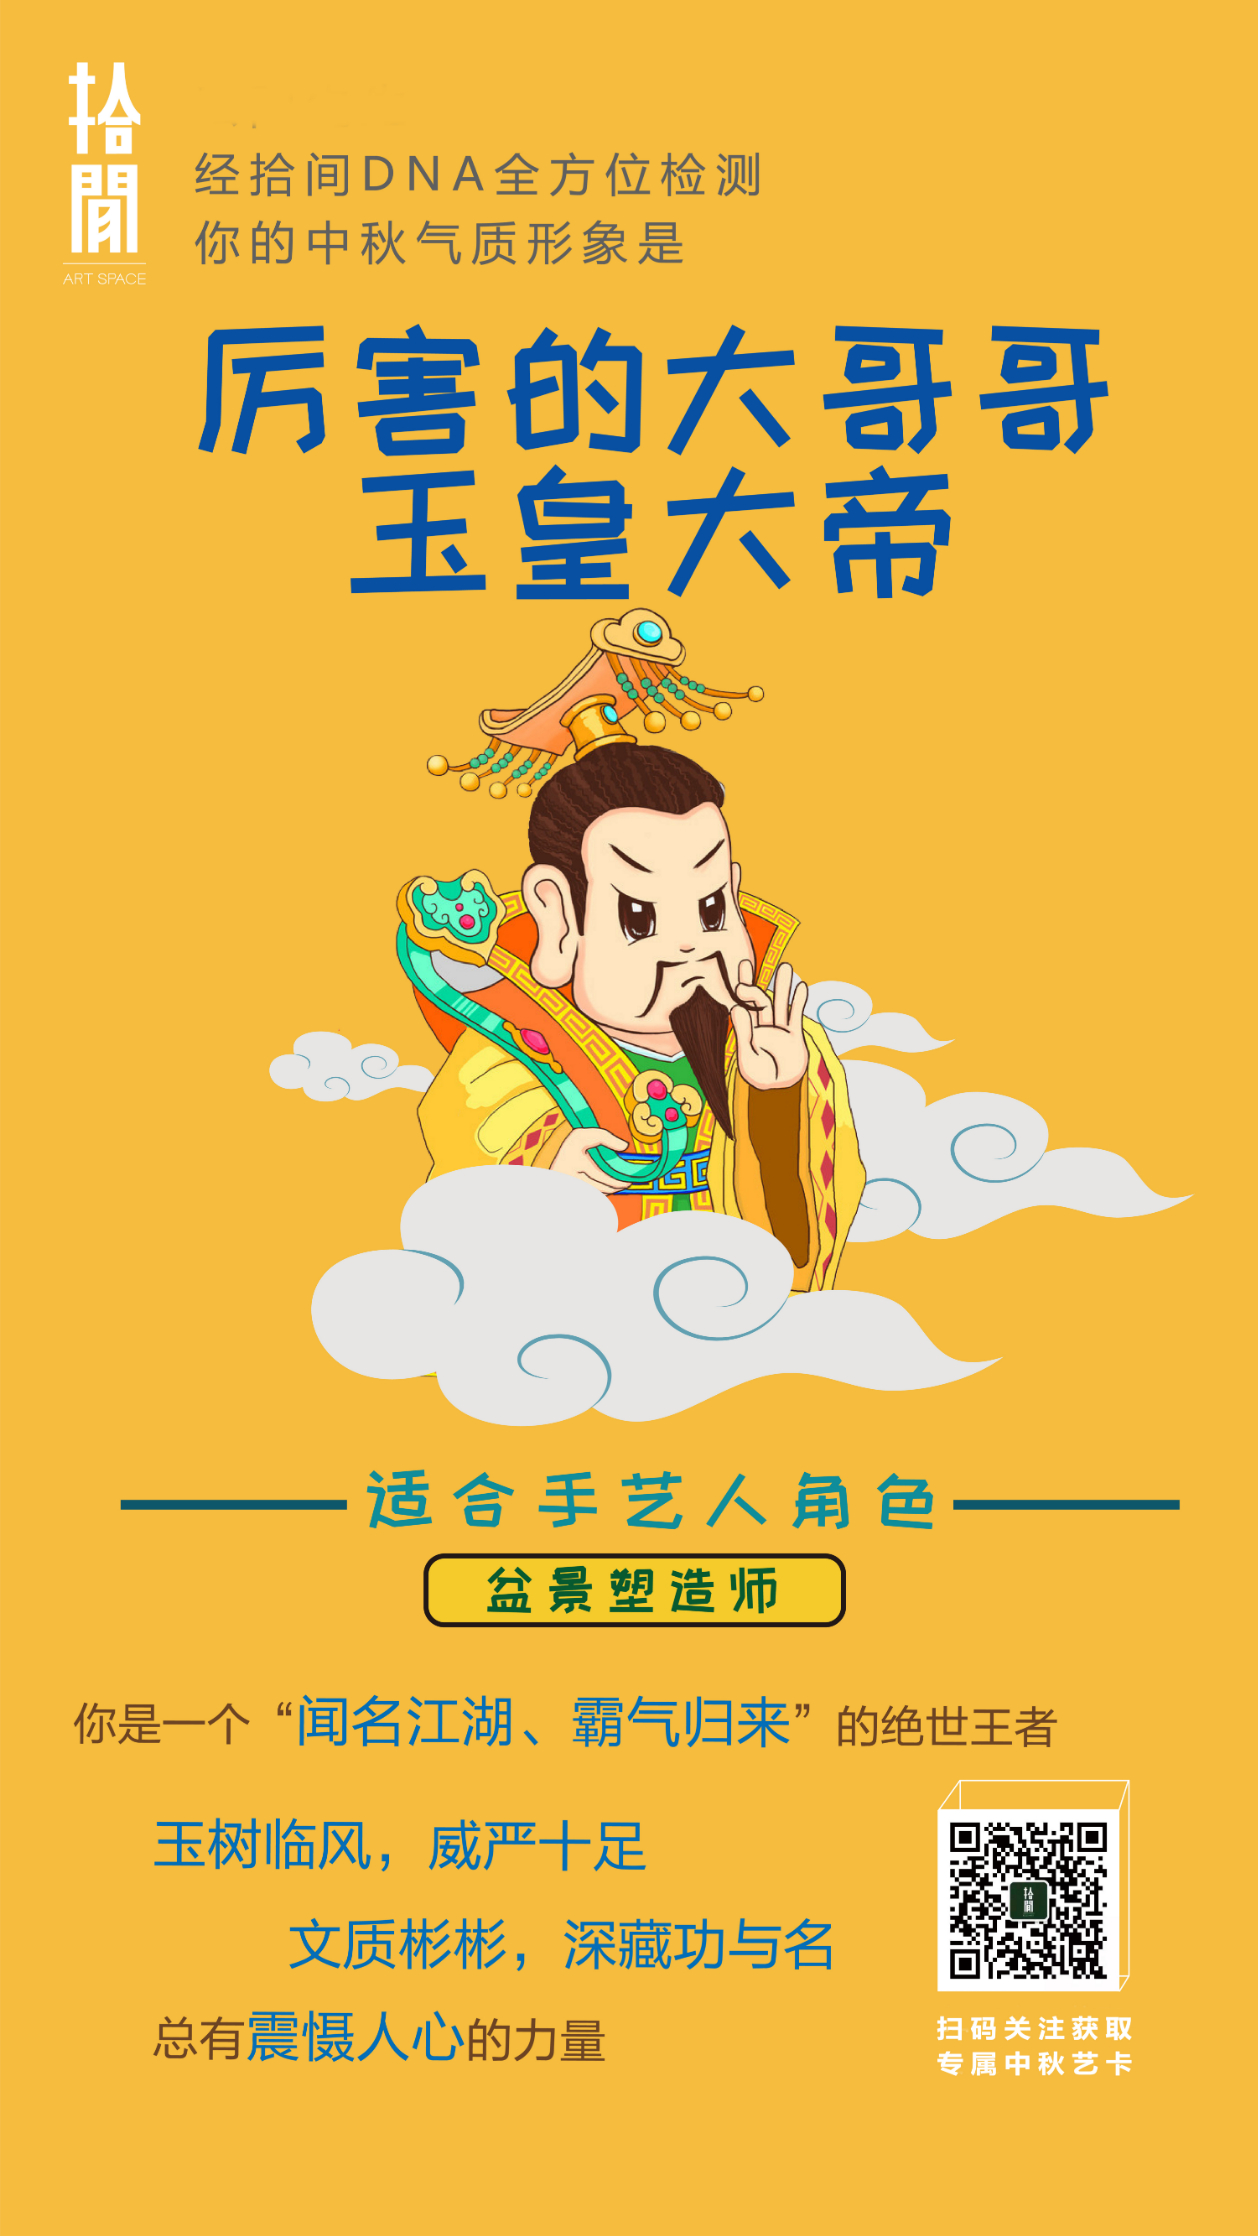 拾間
ART SPACE
经拾间DNA全方位检测
你的中秋气质形象是
厉害的大哥哥
玉皇大帝
适合手艺人角色
盆景塑造师
你是一个“闻名江湖、霸气归来”的绝世王者
玉树临风，威严十足
文质彬彬，深藏功与名
总有震慑人心的力量
拾間
扫码关注获取
专属中秋艺卡